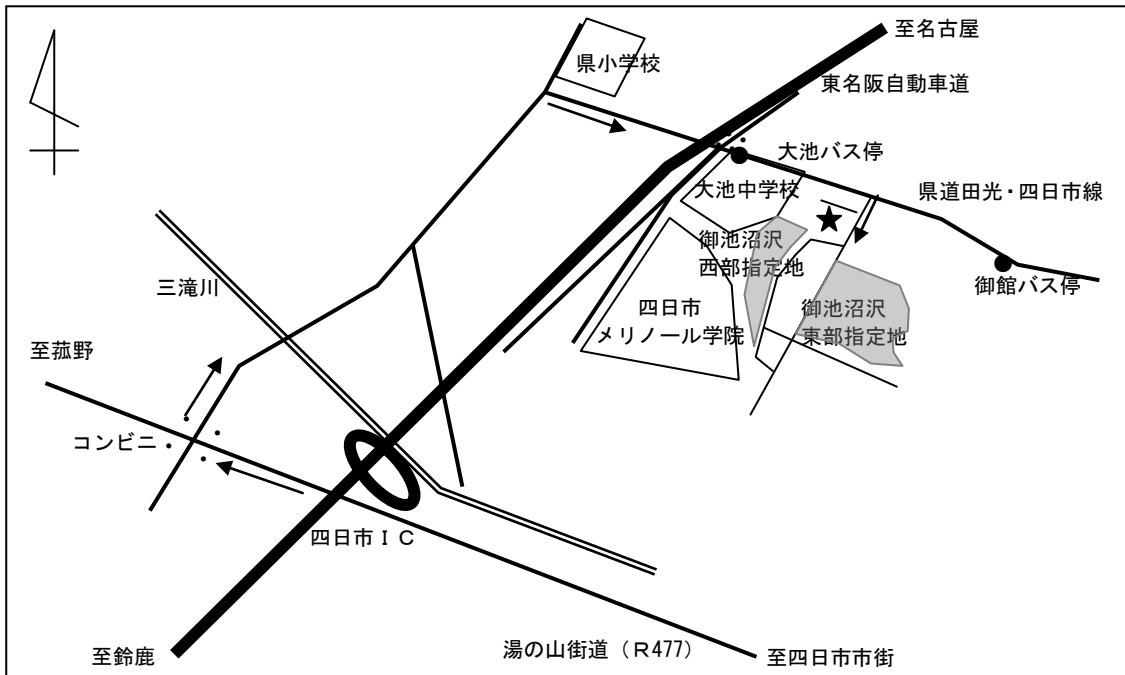 至名古屋
県小学校
東名阪自動車道
大池バス停
大池中学校
県道田光・四日市線
御池沼沢
西部指定地
三滝川
御館バス停
四日市
メリノール学院
御池沼沢
東部指定地
至菰野
コンビニ
四日市ＩＣ
湯の山街道（Ｒ477）
至鈴鹿
至四日市市街